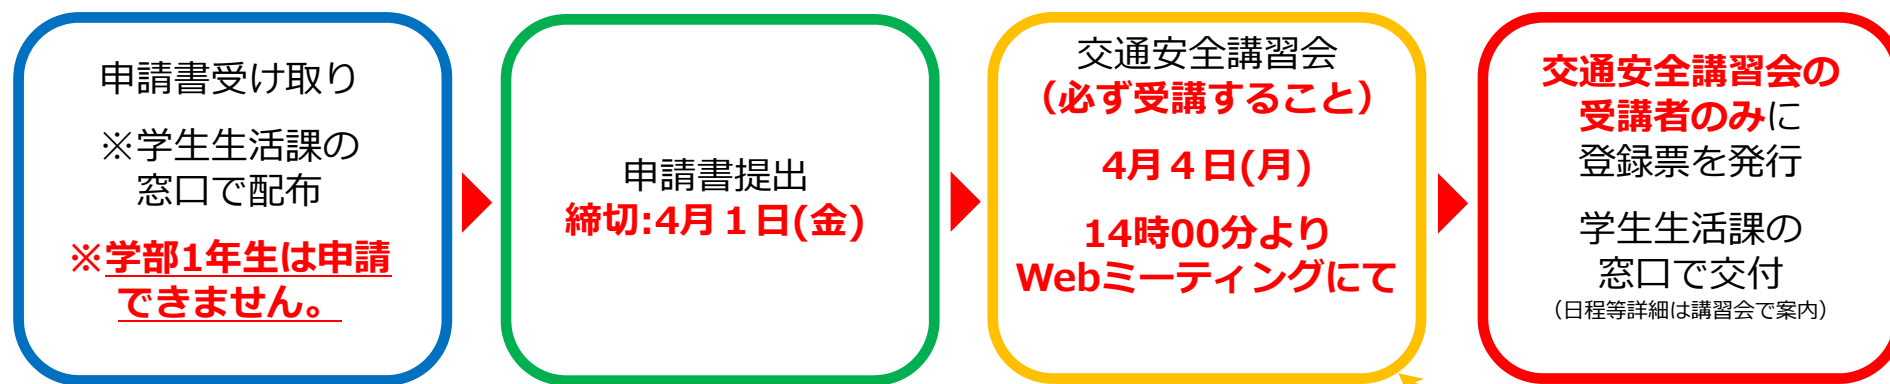 申請書受け取り
※学生生活課の
窓口で配布
※学部1年生は申請
できません。
申請書提出
締切:4月１日(金)
交通安全講習会
（必ず受講すること）
4月４日(月)
14時00分より
Webミーティングにて
交通安全講習会の
受講者のみに
登録票を発行
学生生活課の
窓口で交付
（日程等詳細は講習会で案内）